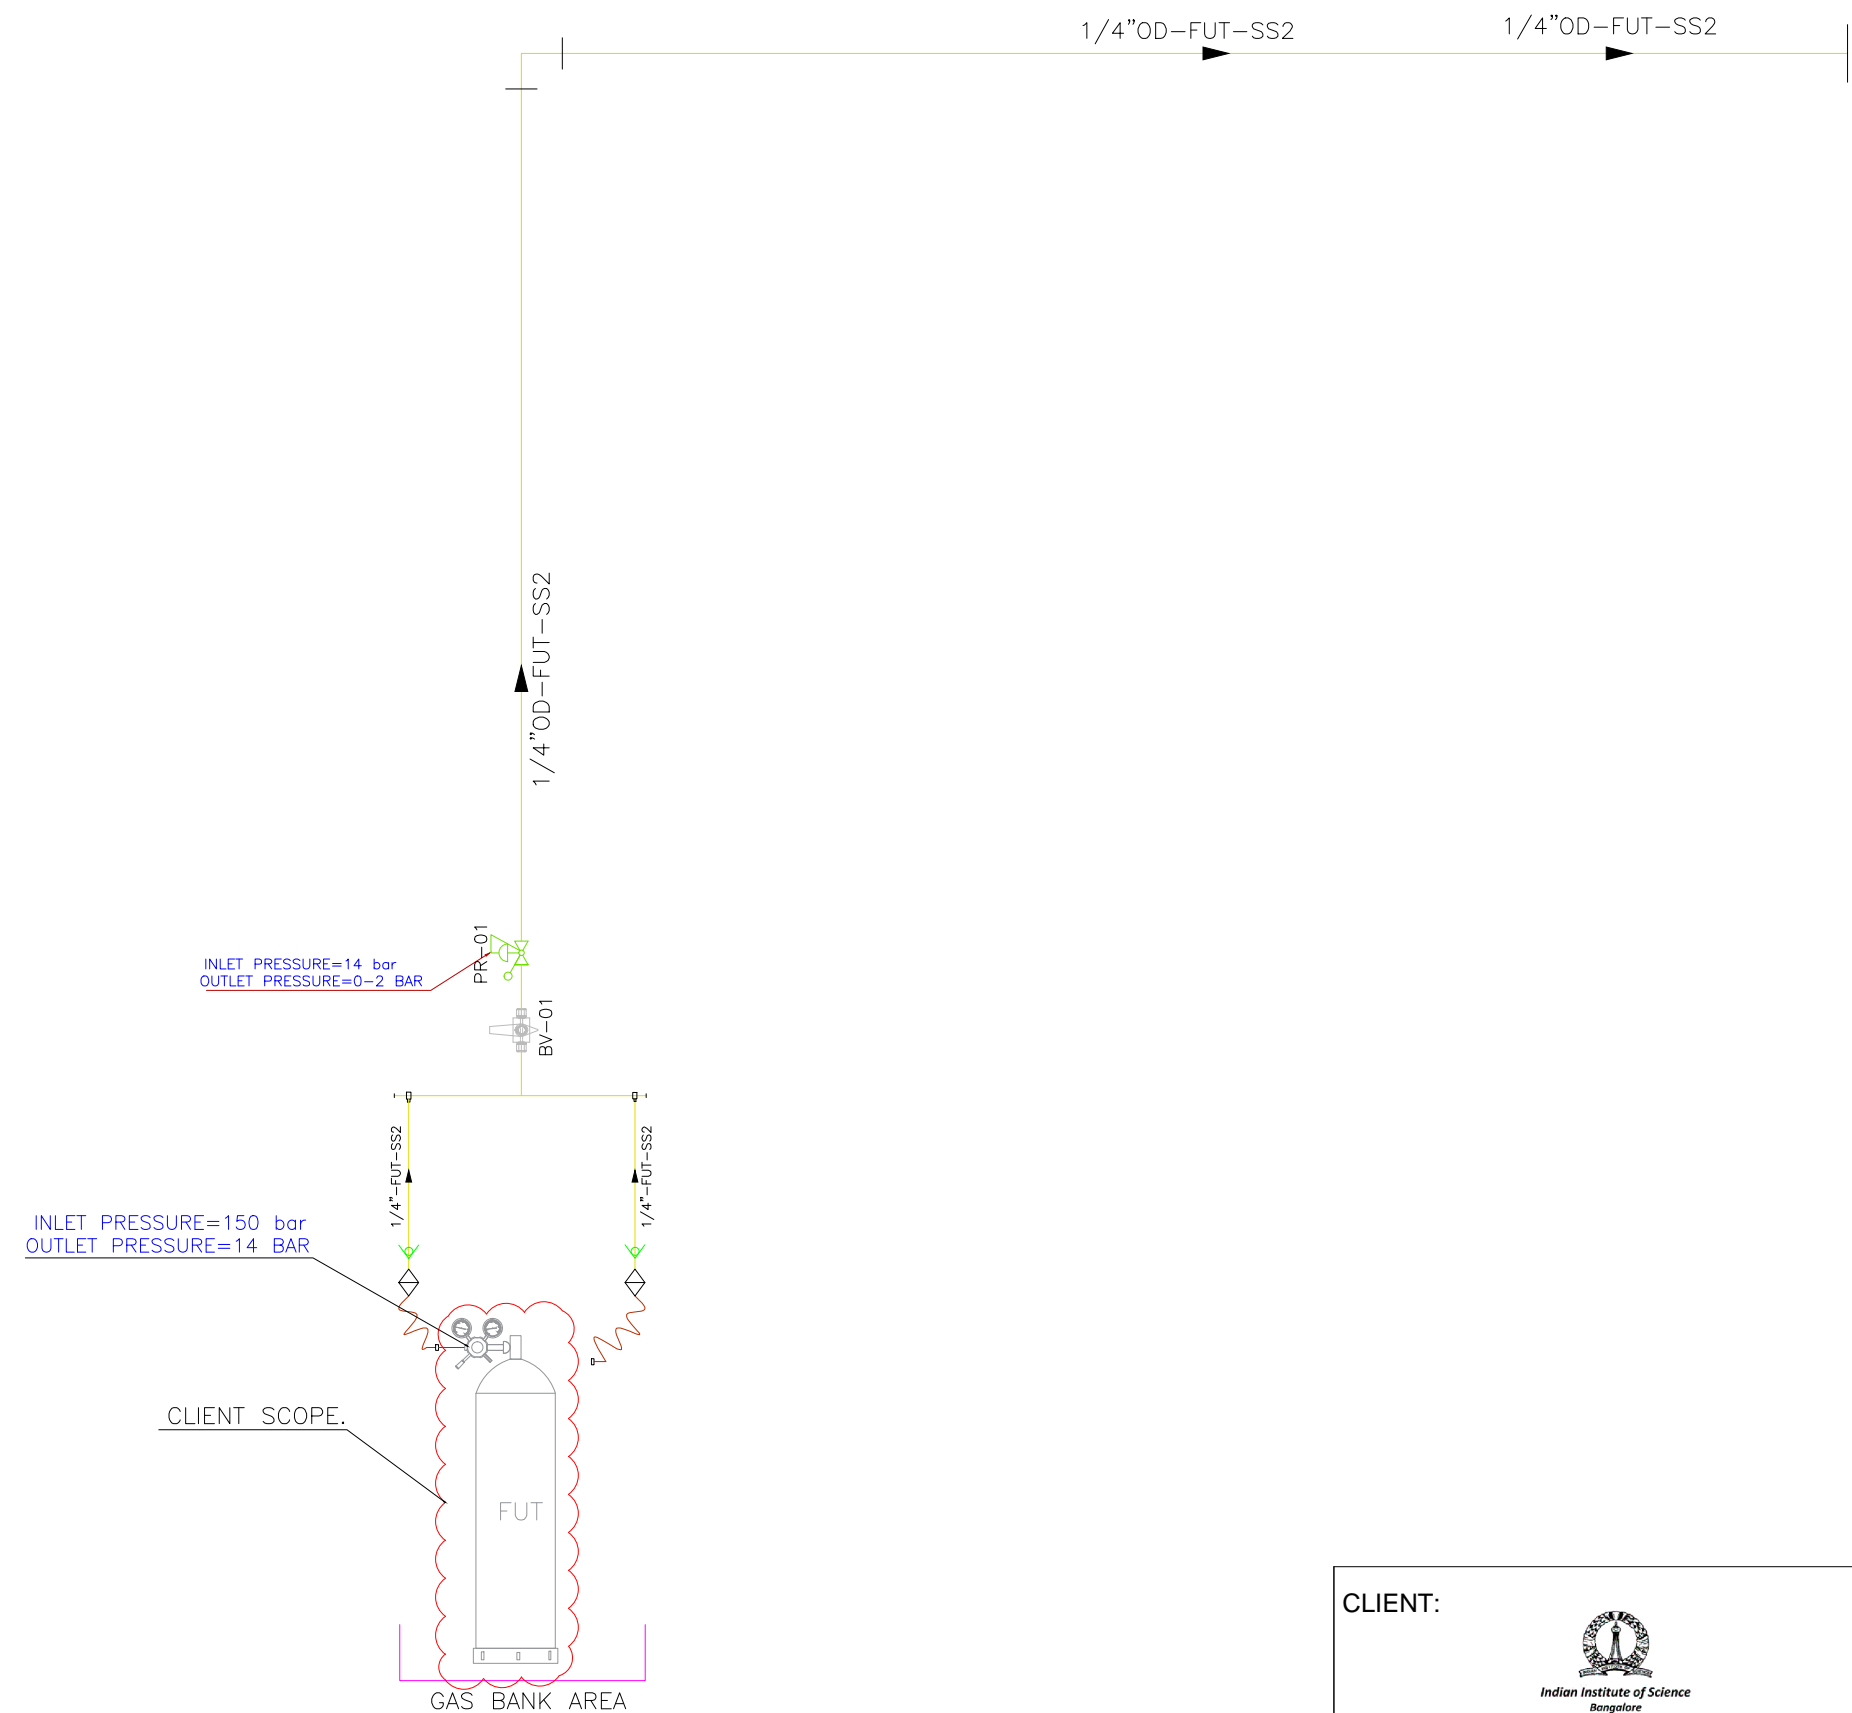 1/4"OD-FUT-SS2
1/4"OD-FUT-SS2
1/4"OD-FUT-SS2
PR-01
INLET PRESSURE=14 bar
OUTLET PRESSURE=0-2 BAR
BV-01
1/4"-FUT-SS2
1/4"-FUT-SS2
INLET PRESSURE=150 bar
OUTLET PRESSURE=14 BAR
CLIENT SCOPE.
FUT
GAS BANK AREA
CLIENT:
Indian Institute of Science
Bangalore